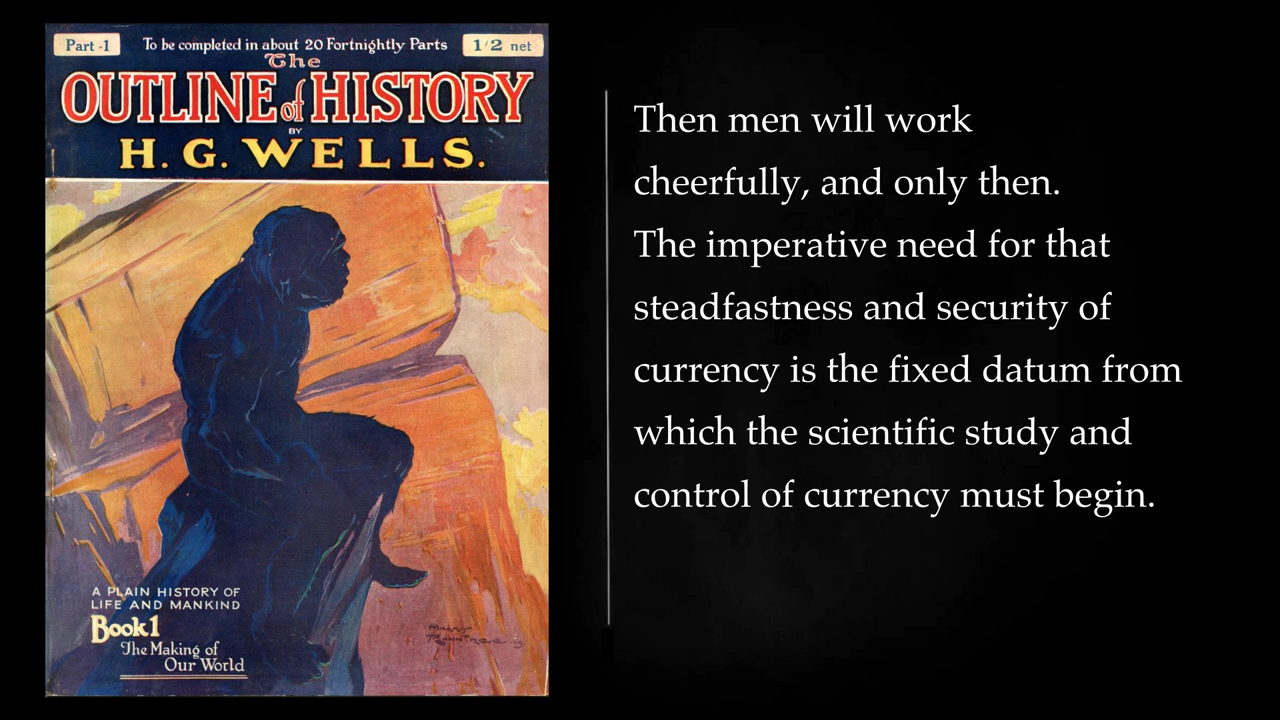 Part -1
To be completed in about 20 Fortnightly Parts
1/2 net
The
OUTLINE of HISTORY
BY
H. G. WELLS.
A PLAIN HISTORY OF
LIFE AND MANKIND
Book 1
The Making of
Our World
Then men will work
cheerfully, and only then.
The imperative need for that
steadfastness and security of
currency is the fixed datum from
which the scientific study and
control of currency must begin.